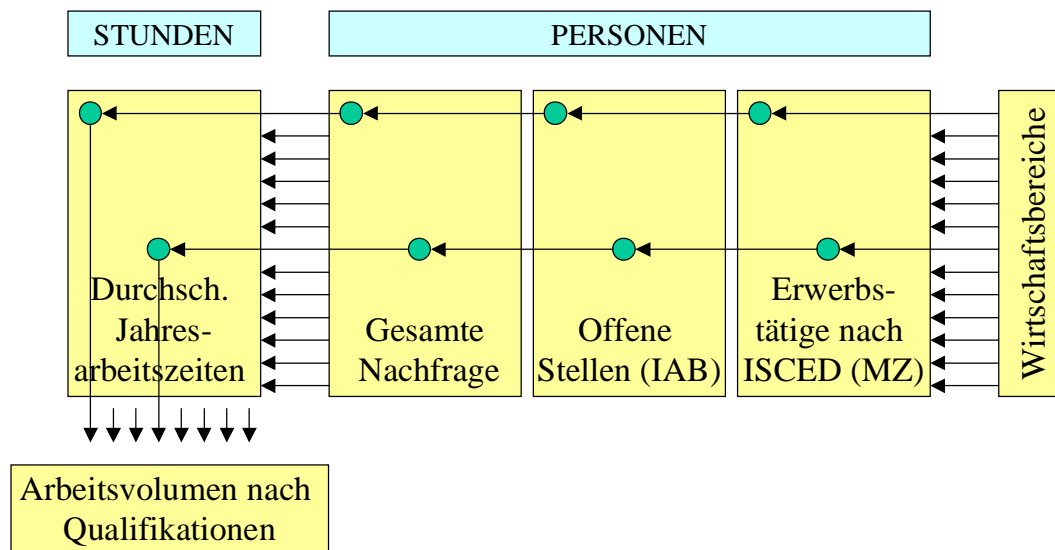 STUNDEN
PERSONEN
Durchsch.
Jahres-
arbeitszeiten
Gesamte
Nachfrage
Offene
Stellen (IAB)
Erwerbs-
tätige nach
ISCED (MZ)
Wirtschaftsbereiche
Arbeitsvolumen nach
Qualifikationen